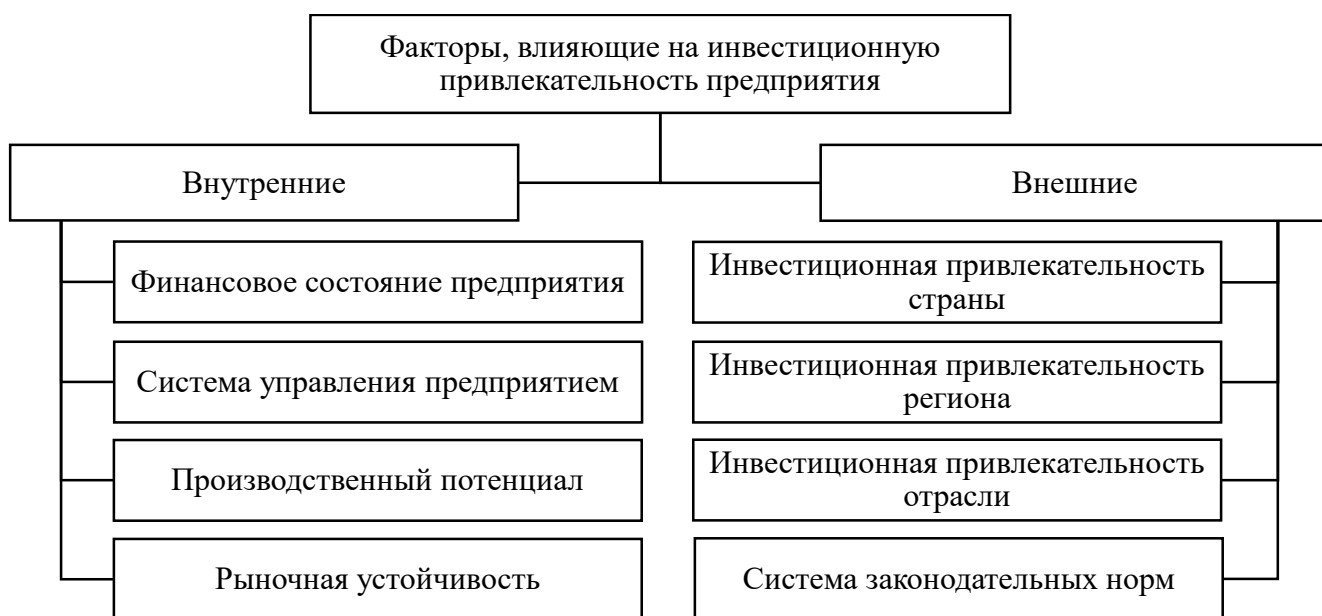 Факторы, влияющие на инвестиционную
привлекательность предприятия
Внутренние
Внешние
Финансовое состояние предприятия
Система управления предприятием
Производственный потенциал
Рыночная устойчивость
Инвестиционная привлекательность
страны
Инвестиционная привлекательность
региона
Инвестиционная привлекательность
отрасли
Система законодательных норм